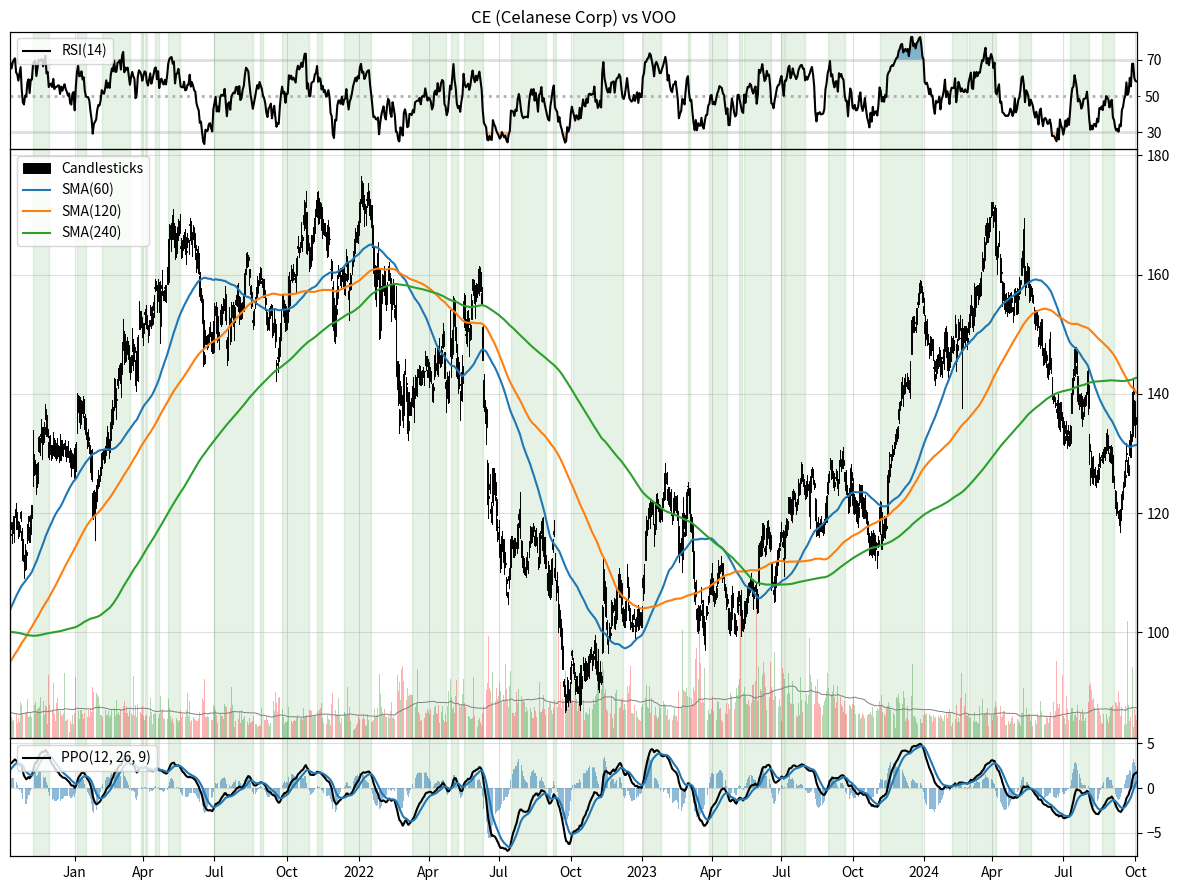 CE (Celanese Corp) vs VOO
RSI(14)
70
50
30
Candlesticks
SMA(60)
SMA(120)
SMA(240)
180
160
140
120
100
PPO(12, 26, 9)
5
0
−5
Jan Apr Jul Oct 2022 Apr Jul Oct 2023 Apr Jul Oct 2024 Apr Jul Oct